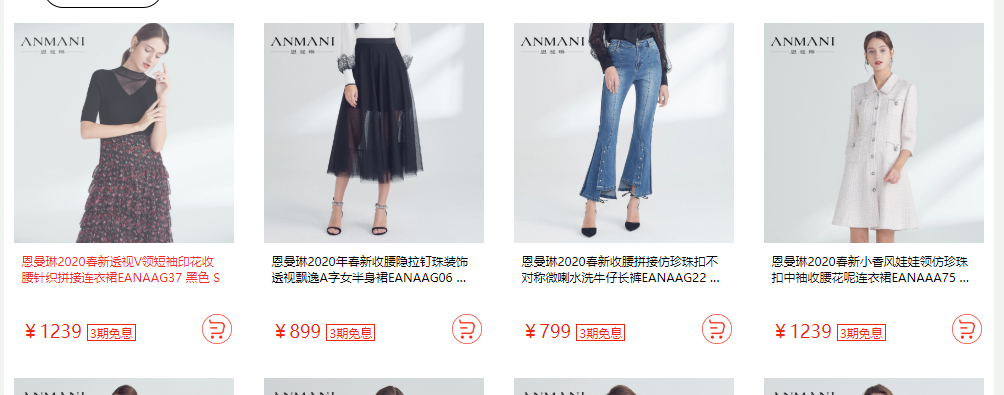 ANMANI
恩曼琳
ANMANI
恩曼琳
ANMANI
恩曼琳
ANMANI
恩曼琳
恩曼琳2020春新透视V领短袖印花收
腰针织拼接连衣裙EANAAG37 黑色 S
恩曼琳2020年春新收腰隐拉钉珠装饰
透视飘逸A字女半身裙EANAAG06 ...
恩曼琳2020春新收腰拼接仿珍珠扣不
对称微喇水洗牛仔长裤EANAAG22 ...
恩曼琳2020春新小香风娃娃领仿珍珠
扣中袖收腰花呢连衣裙EANAAA75 ...
¥1239 3期免息
¥899 3期免息
¥799 3期免息
¥1239 3期免息